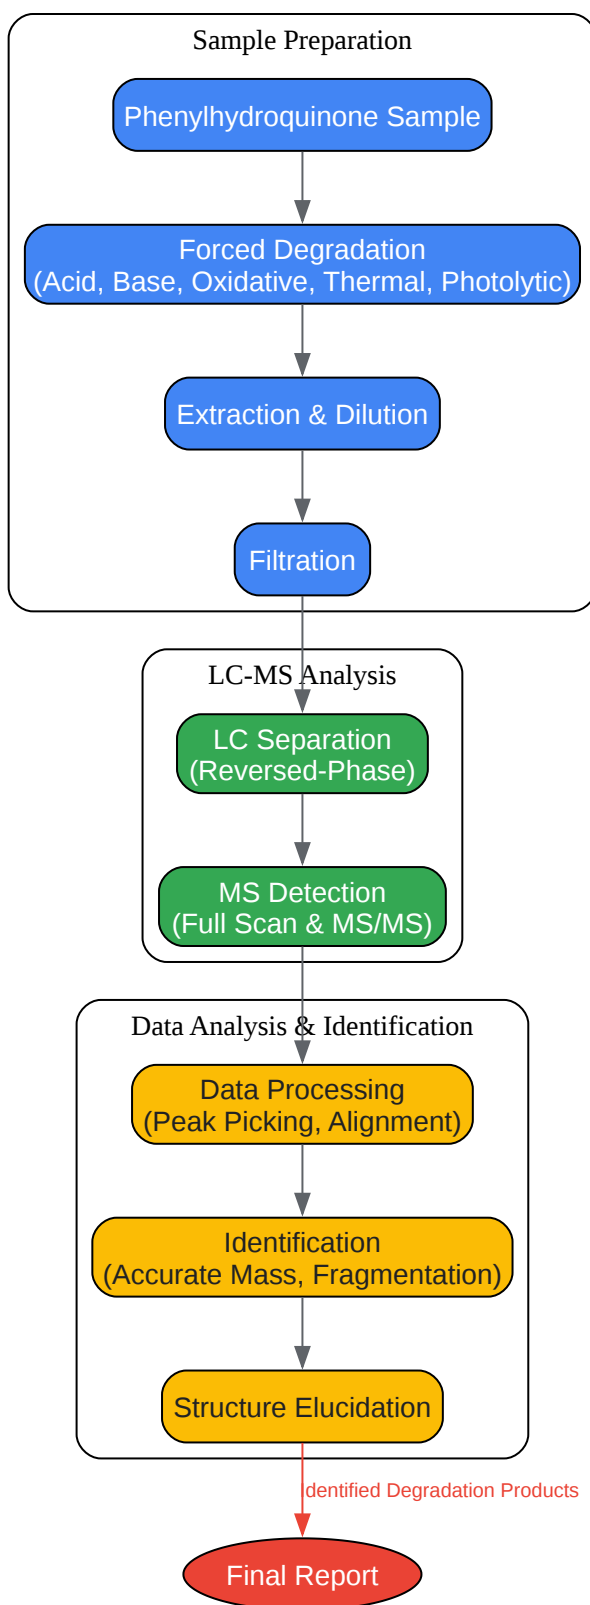 Sample Preparation
Phenylhydroquinone Sample
Forced Degradation
(Acid, Base, Oxidative, Thermal, Photolytic)
Extraction & Dilution
Filtration
LC-MS Analysis
LC Separation
(Reversed-Phase)
MS Detection
(Full Scan & MS/MS)
Data Analysis & Identification
Data Processing
(Peak Picking, Alignment)
Identification
(Accurate Mass, Fragmentation)
Structure Elucidation
Identified Degradation Products
Final Report